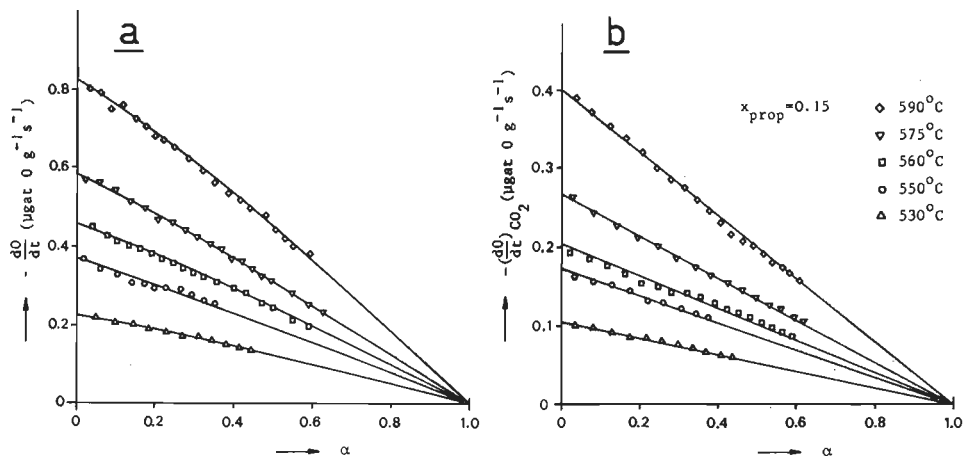 a
− dO/dt (µgat O g⁻¹ s⁻¹)
0.8
0.6
0.4
0.2
0
0 0.2 0.4 0.6 0.8 1.0
α
b
−(dO/dt)CO₂ (µgat O g⁻¹ s⁻¹)
0.4
0.3
0.2
0.1
0
0 0.2 0.4 0.6 0.8 1.0
α
xprop=0.15
590°C
575°C
560°C
550°C
530°C